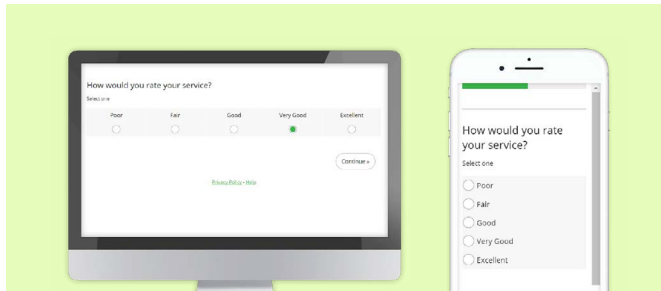 How would you rate your service?
Select one
Poor Fair Good Very Good Excellent
Continue »
Privacy Policy • Help
How would you rate
your service?
Select one
Poor
Fair
Good
Very Good
Excellent